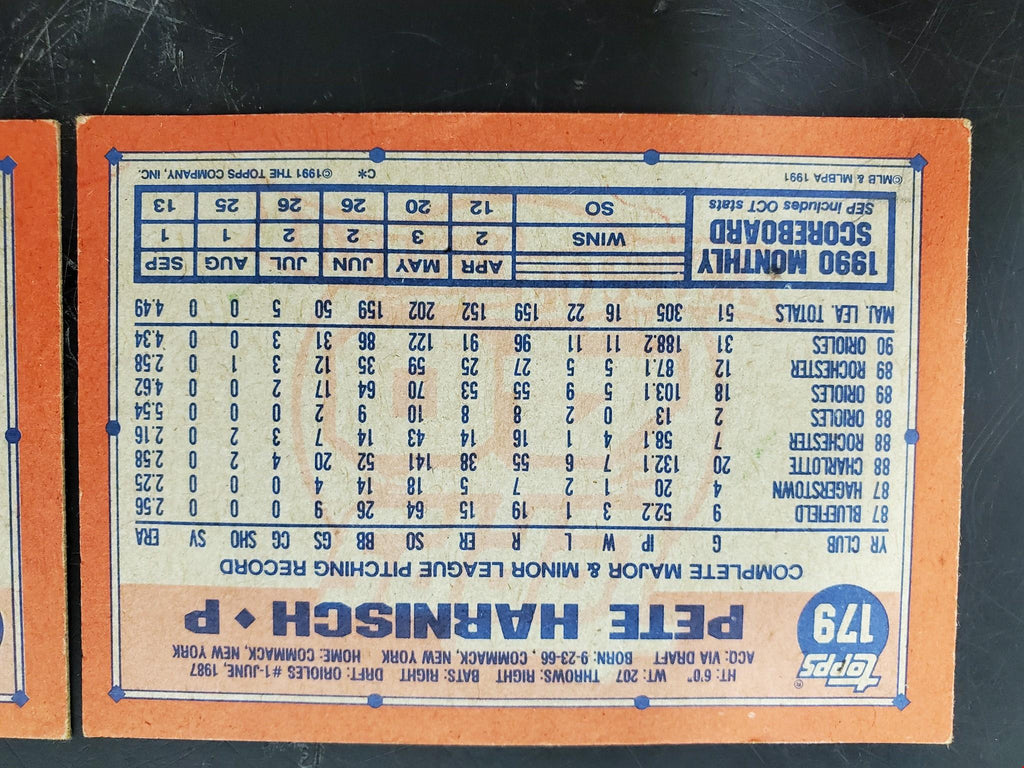 topps®
179
HT: 6'0" WT: 207 THROWS: RIGHT BATS: RIGHT DRAFT: ORIOLES #1-JUNE, 1987
ACQ: VIA DRAFT BORN: 9-23-66, COMMACK, NEW YORK HOME: COMMACK, NEW YORK
PETE HARNISCH ♦ P
COMPLETE MAJOR & MINOR LEAGUE PITCHING RECORD
YR CLUB G IP W L R ER SO BB GS CG SHO SV ERA
87 BLUEFIELD 9 52.2 3 1 19 15 64 26 9 0 0 0 2.56
87 HAGERSTOWN 4 20 1 2 7 5 18 14 4 0 0 0 2.25
88 CHARLOTTE 20 132.1 7 6 55 38 141 52 20 4 2 0 2.58
88 ROCHESTER 7 58.1 4 1 16 14 43 14 7 3 2 0 2.16
88 ORIOLES 2 13 0 2 8 8 10 9 2 0 0 0 5.54
89 ORIOLES 18 103.1 5 9 55 53 70 64 17 2 0 0 4.62
89 ROCHESTER 12 87.1 5 5 27 25 59 35 12 3 1 0 2.58
90 ORIOLES 31 188.2 11 11 96 91 122 86 31 3 0 0 4.34
MAJ. LEA. TOTALS 51 305 16 22 159 152 202 159 50 5 0 0 4.49
1990 MONTHLY SCOREBOARD
SEP includes OCT stats
APR MAY JUN JUL AUG SEP
WINS 2 3 2 2 1 1
SO 12 20 26 26 25 13
©MLB & MLBPA 1991 C* ©1991 THE TOPPS COMPANY, INC.